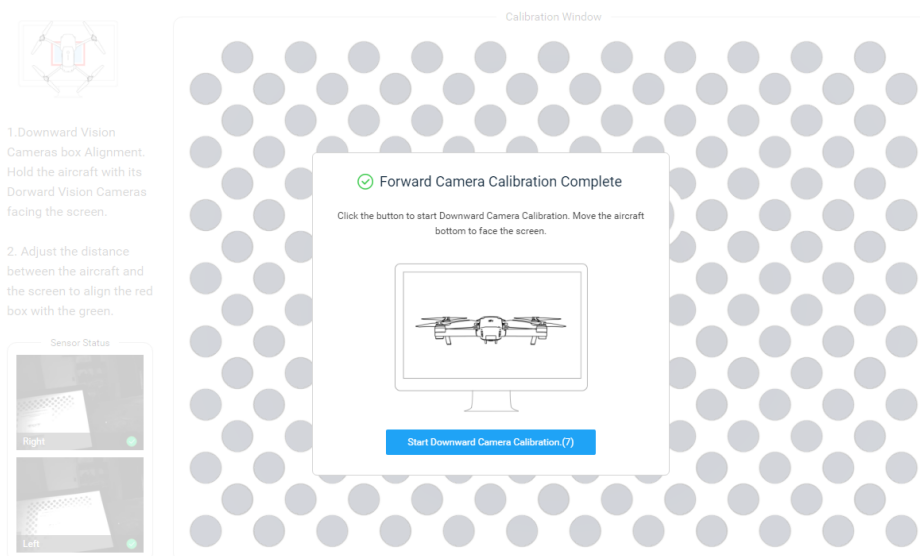 Calibration Window
1.Downward Vision
Cameras box Alignment.
Hold the aircraft with its
Dorward Vision Cameras
facing the screen.
2. Adjust the distance
between the aircraft and
the screen to align the red
box with the green.
Sensor Status
Right
Left
Forward Camera Calibration Complete
Click the button to start Downward Camera Calibration. Move the aircraft
bottom to face the screen.
Start Downward Camera Calibration.(7)